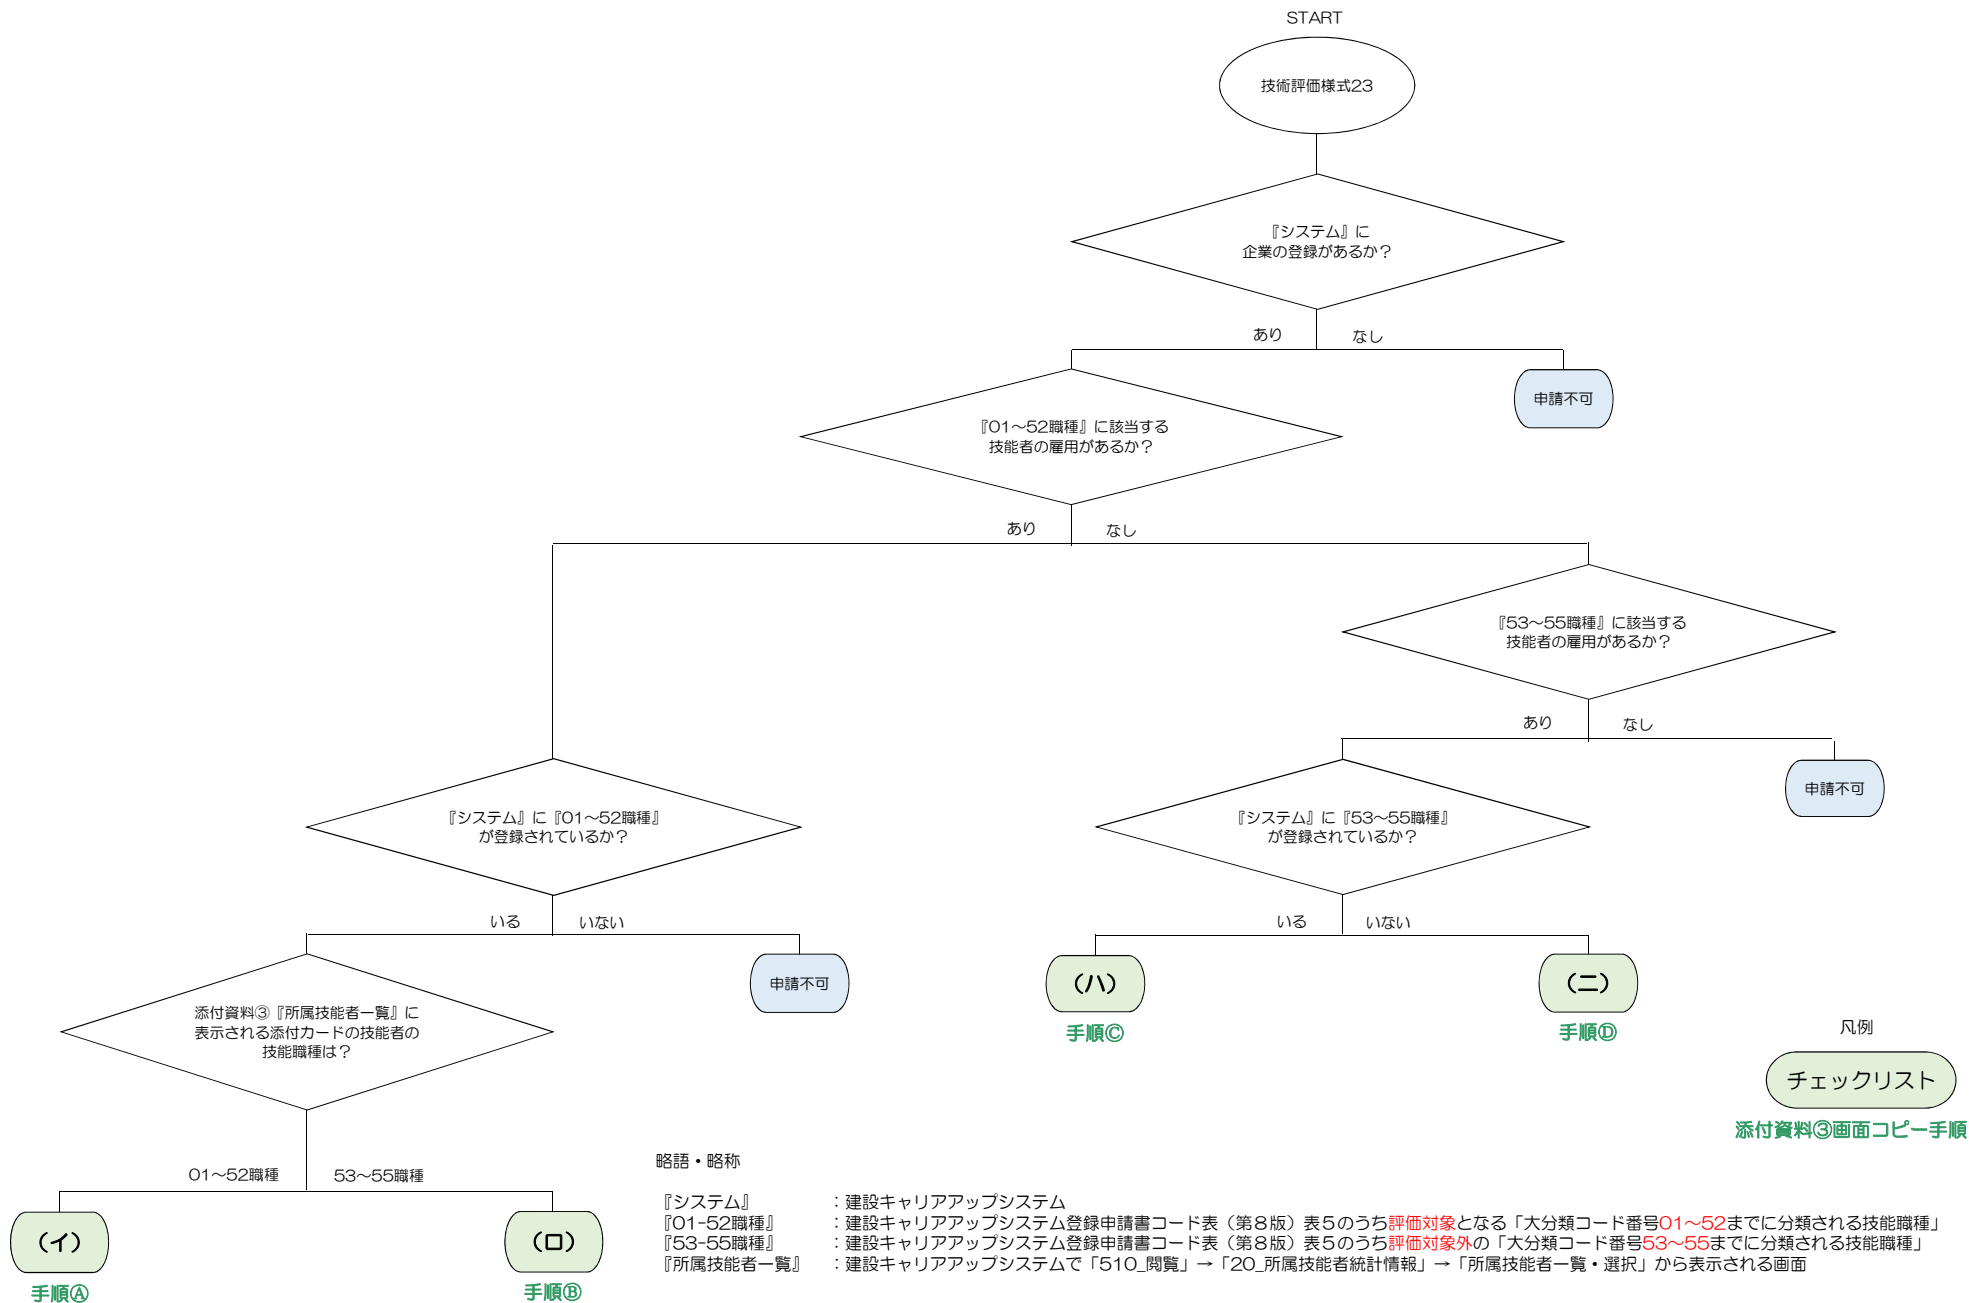 START
技術評価様式23
『システム』に
企業の登録があるか？
あり
なし
申請不可
『01～52職種』に該当する
技能者の雇用があるか？
あり
なし
『53～55職種』に該当する
技能者の雇用があるか？
あり
なし
申請不可
『システム』に『01～52職種』
が登録されているか？
いる
いない
申請不可
『システム』に『53～55職種』
が登録されているか？
いる
いない
（ハ）
手順Ⓒ
（ニ）
手順Ⓓ
添付資料③『所属技能者一覧』に
表示される添付カードの技能者の
技能職種は？
01～52職種
53～55職種
（イ）
手順Ⓐ
（ロ）
手順Ⓑ
凡例
チェックリスト
添付資料③画面コピー手順
略語・略称
『システム』 ：建設キャリアアップシステム
『01-52職種』 ：建設キャリアアップシステム登録申請書コード表（第８版）表５のうち評価対象となる「大分類コード番号01～52までに分類される技能職種」
『53-55職種』 ：建設キャリアアップシステム登録申請書コード表（第８版）表５のうち評価対象外の「大分類コード番号53～55までに分類される技能職種」
『所属技能者一覧』 ：建設キャリアアップシステムで「510_閲覧」→「20_所属技能者統計情報」→「所属技能者一覧・選択」から表示される画面